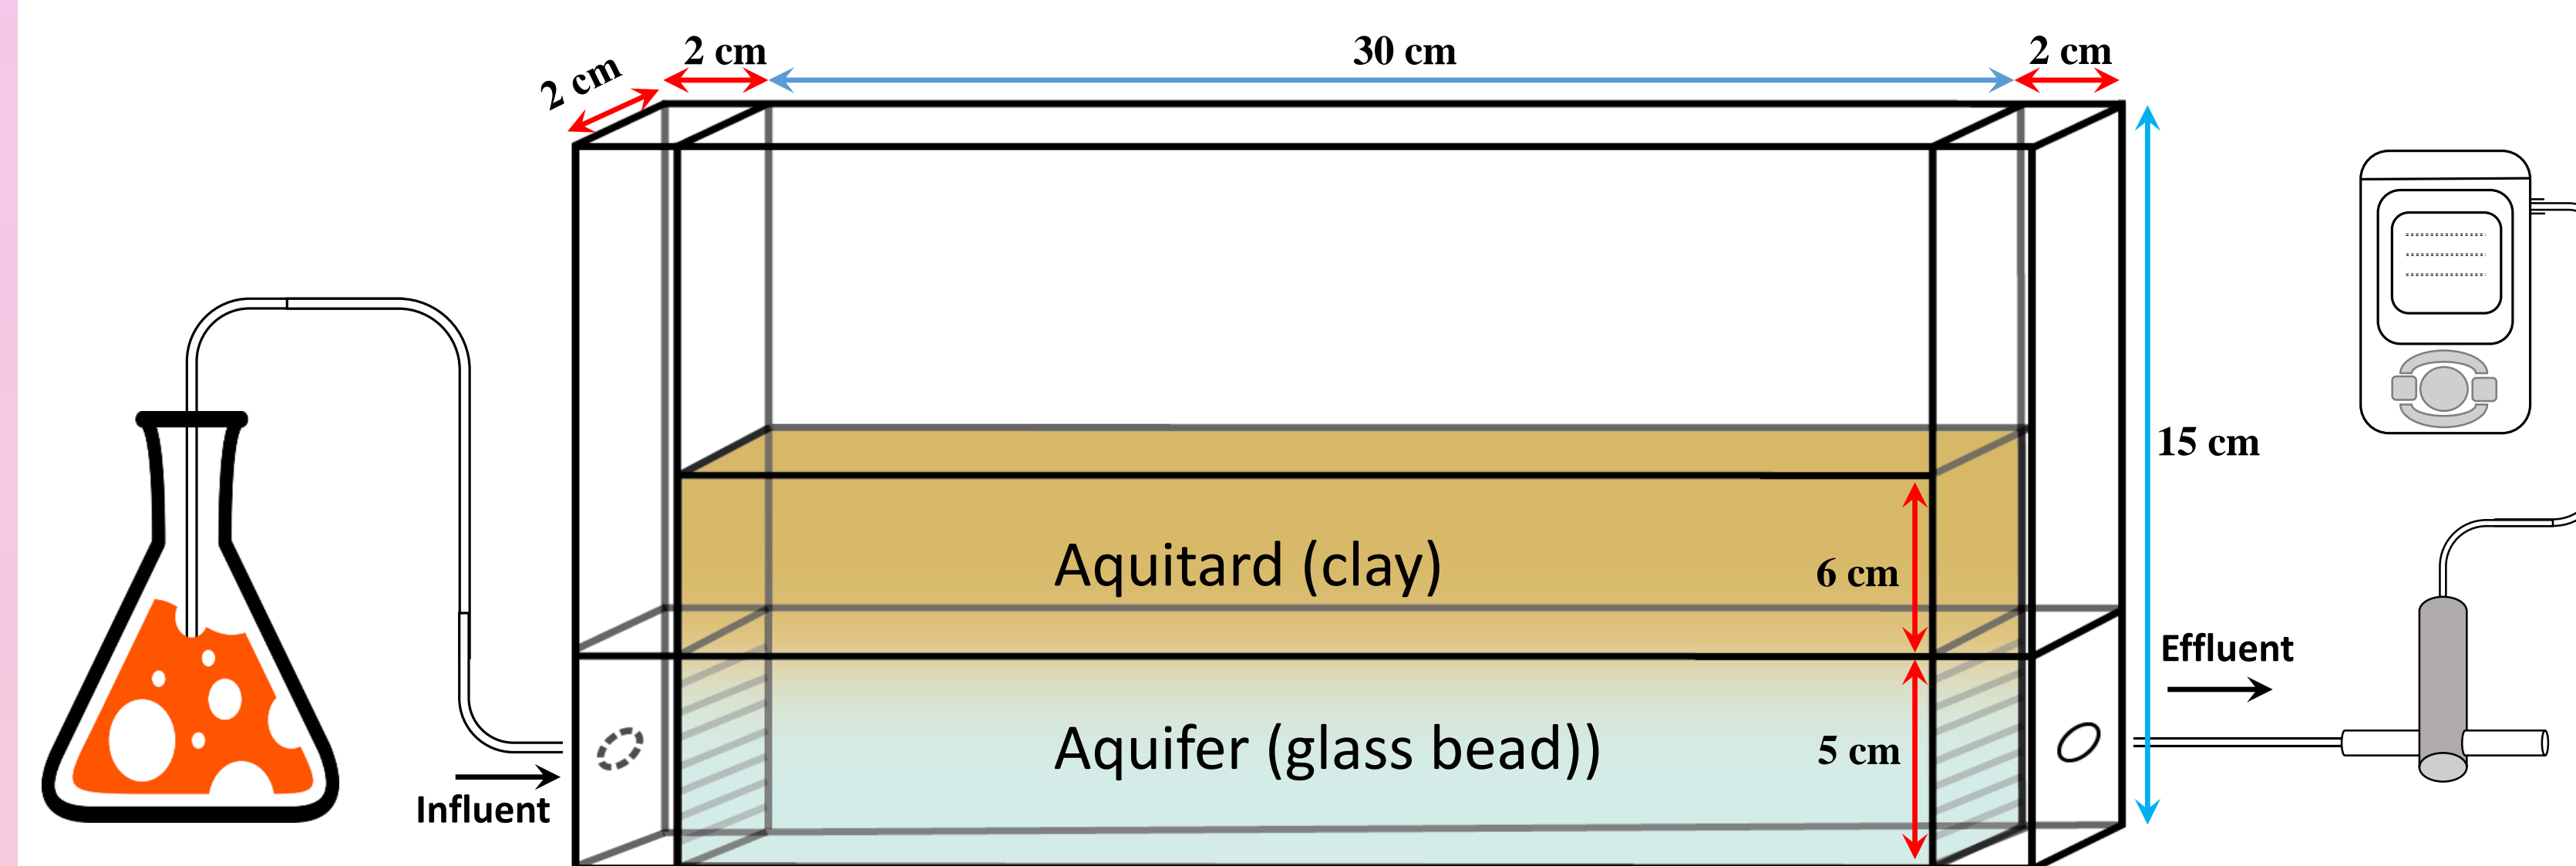 2 cm
2 cm
30 cm
2 cm
15 cm
Aquitard (clay)
6 cm
Effluent
Aquifer (glass bead))
5 cm
Influent